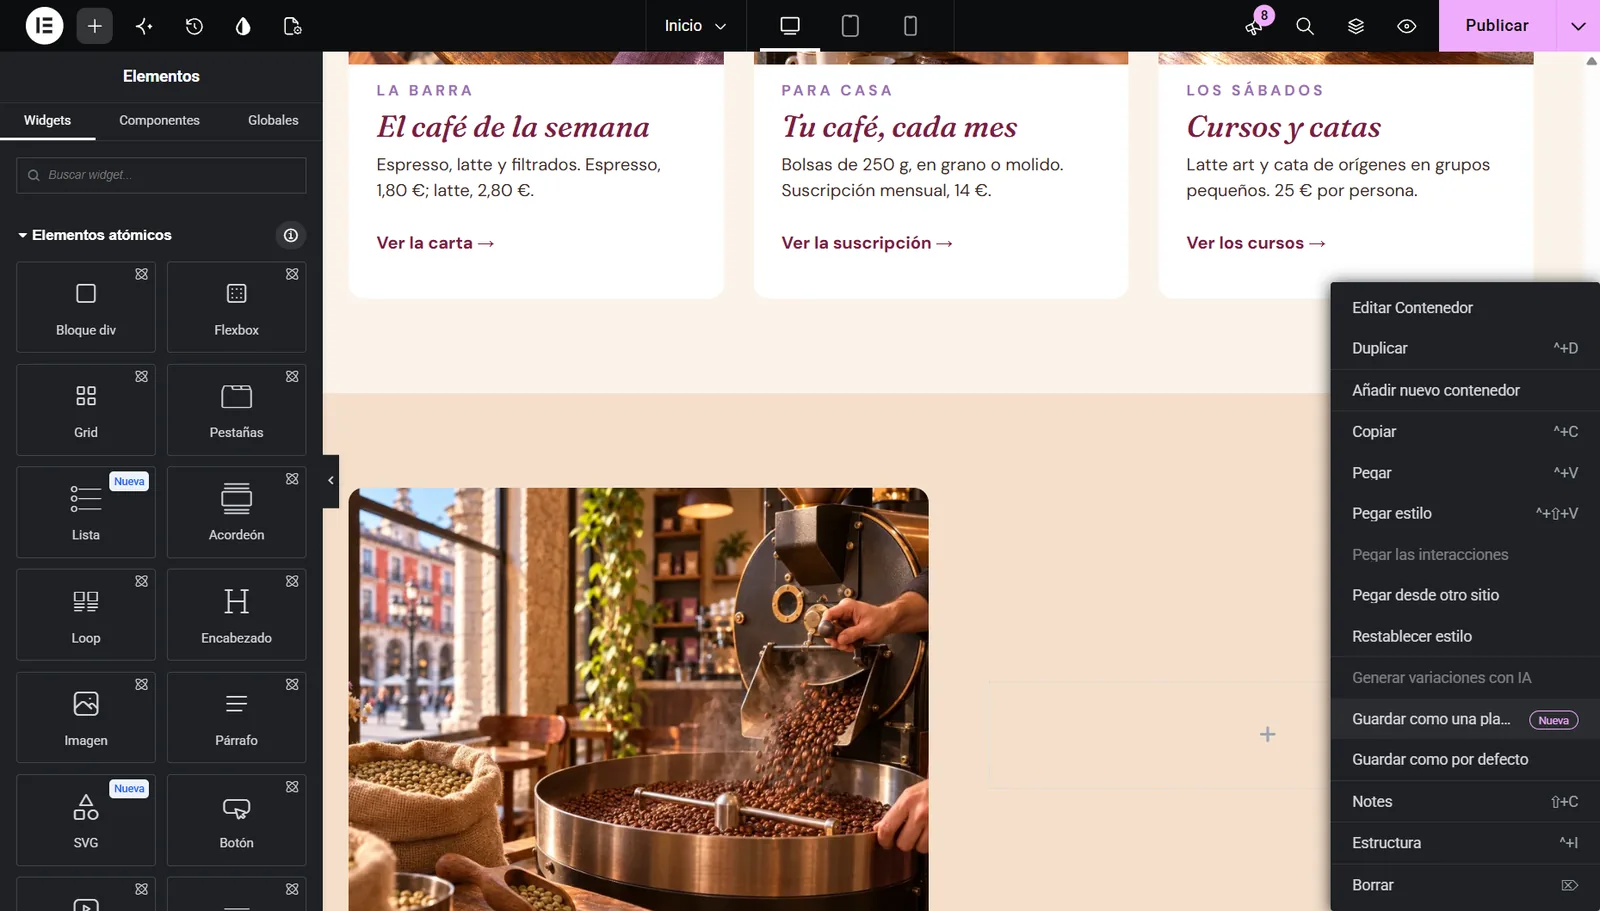 Inicio
8
Publicar
Elementos
Widgets
Componentes
Globales
Buscar widget...
Elementos atómicos
Bloque div
Flexbox
Grid
Pestañas
Nueva
Lista
Acordeón
Loop
Encabezado
Imagen
Párrafo
Nueva
SVG
Botón
LA BARRA
El café de la semana
Espresso, latte y filtrados. Espresso,
1,80 €; latte, 2,80 €.
Ver la carta →
PARA CASA
Tu café, cada mes
Bolsas de 250 g, en grano o molido.
Suscripción mensual, 14 €.
Ver la suscripción →
LOS SÁBADOS
Cursos y catas
Latte art y cata de orígenes en grupos
pequeños. 25 € por persona.
Ver los cursos →
Editar Contenedor
Duplicar ^+D
Añadir nuevo contenedor
Copiar ^+C
Pegar ^+V
Pegar estilo ^+⇧+V
Pegar las interacciones
Pegar desde otro sitio
Restablecer estilo
Generar variaciones con IA
Guardar como una pla... Nueva
Guardar como por defecto
Notes ⇧+C
Estructura ^+I
Borrar ⌦